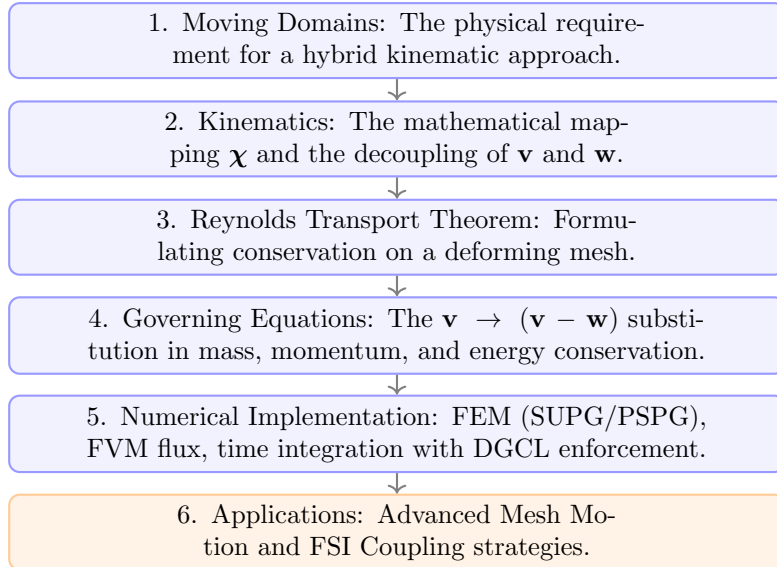 1. Moving Domains: The physical require-
ment for a hybrid kinematic approach.
2. Kinematics: The mathematical map-
ping 𝛘 and the decoupling of 𝐯 and 𝐰.
3. Reynolds Transport Theorem: Formu-
lating conservation on a deforming mesh.
4. Governing Equations: The 𝐯 → (𝐯 − 𝐰) substi-
tution in mass, momentum, and energy conservation.
5. Numerical Implementation: FEM (SUPG/PSPG),
FVM flux, time integration with DGCL enforcement.
6. Applications: Advanced Mesh Mo-
tion and FSI Coupling strategies.